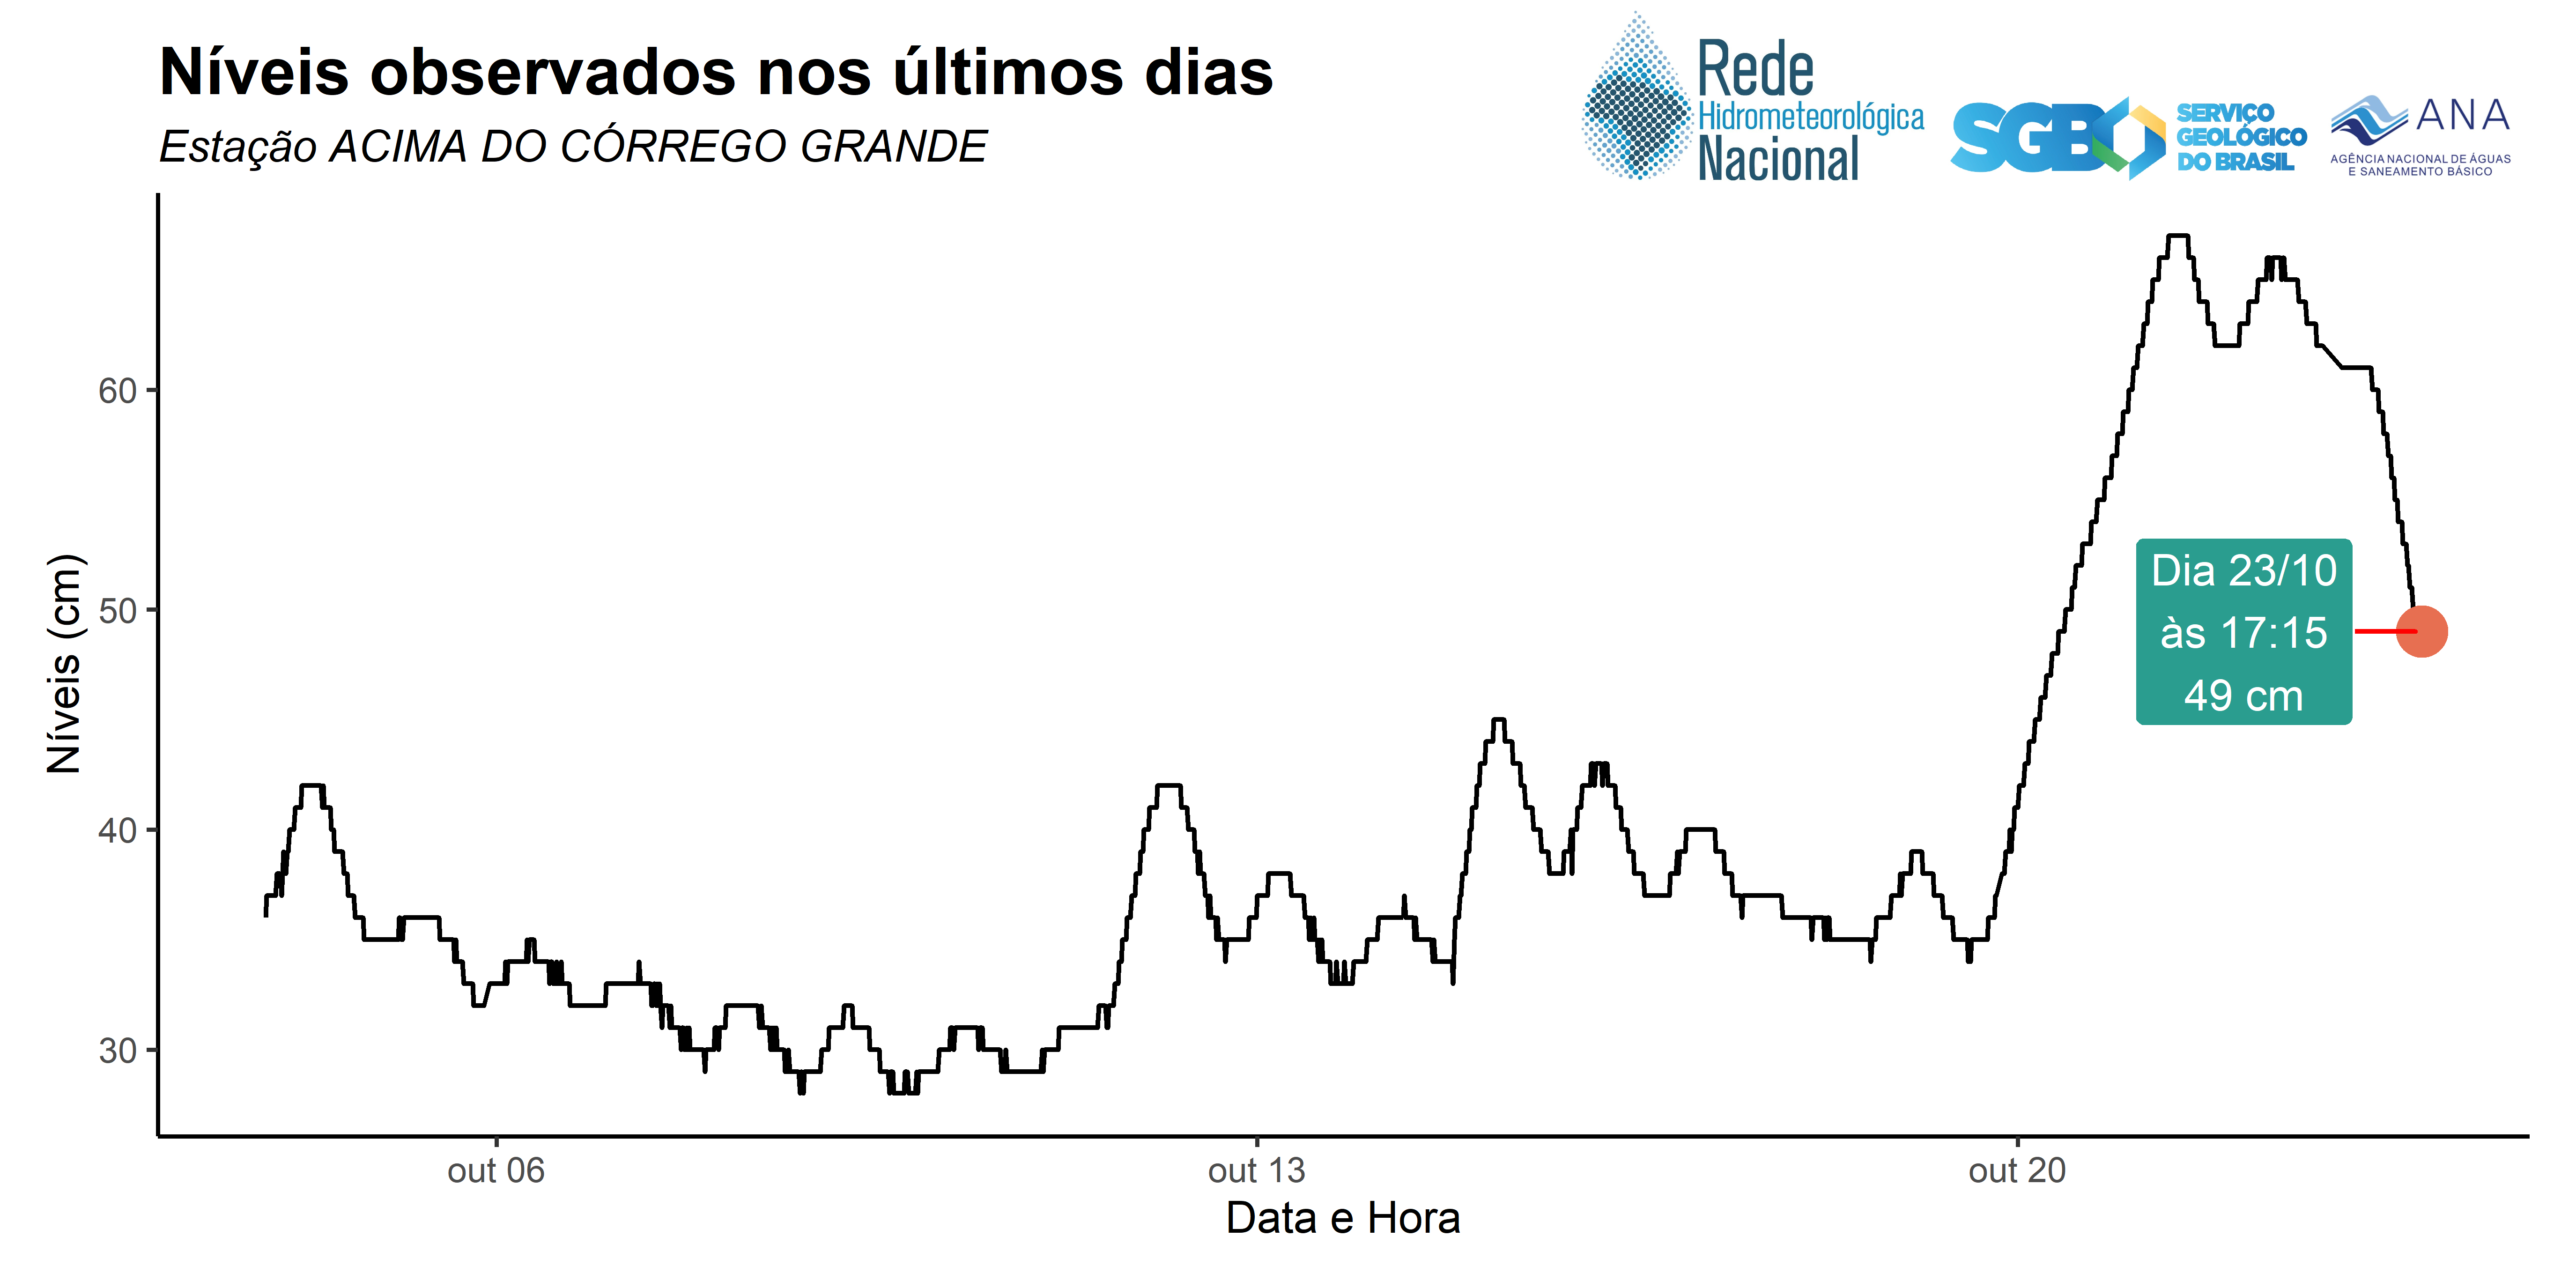 Níveis observados nos últimos dias
Estação ACIMA DO CÓRREGO GRANDE
Rede
Hidrometeorológica
Nacional
SGB
SERVIÇO
GEOLÓGICO
DO BRASIL
ANA
AGÊNCIA NACIONAL DE ÁGUAS
E SANEAMENTO BÁSICO
Níveis (cm)
60
50
40
30
Dia 23/10
às 17:15
49 cm
out 06
out 13
out 20
Data e Hora